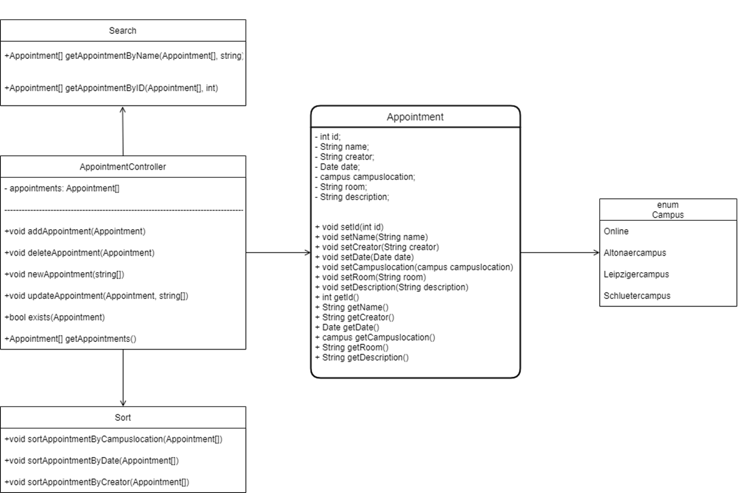 Search
+Appointment[] getAppointmentByName(Appointment[], string)
+Appointment[] getAppointmentByID(Appointment[], int)
AppointmentController
- appointments: Appointment[]
+void addAppointment(Appointment)
+void deleteAppointment(Appointment)
+void newAppointment(string[])
+void updateAppointment(Appointment, string[])
+bool exists(Appointment)
+Appointment[] getAppointments()
Sort
+void sortAppointmentByCampuslocation(Appointment[])
+void sortAppointmentByDate(Appointment[])
+void sortAppointmentByCreator(Appointment[])
Appointment
- int id;
- String name;
- String creator;
- Date date;
- campus campuslocation;
- String room;
- String description;
+ void setId(int id)
+ void setName(String name)
+ void setCreator(String creator)
+ void setDate(Date date)
+ void setCampuslocation(campus campuslocation)
+ void setRoom(String room)
+ void setDescription(String description)
+ int getId()
+ String getName()
+ String getCreator()
+ Date getDate()
+ campus getCampuslocation()
+ String getRoom()
+ String getDescription()
enum
Campus
Online
Altonaercampus
Leipzigercampus
Schluetercampus